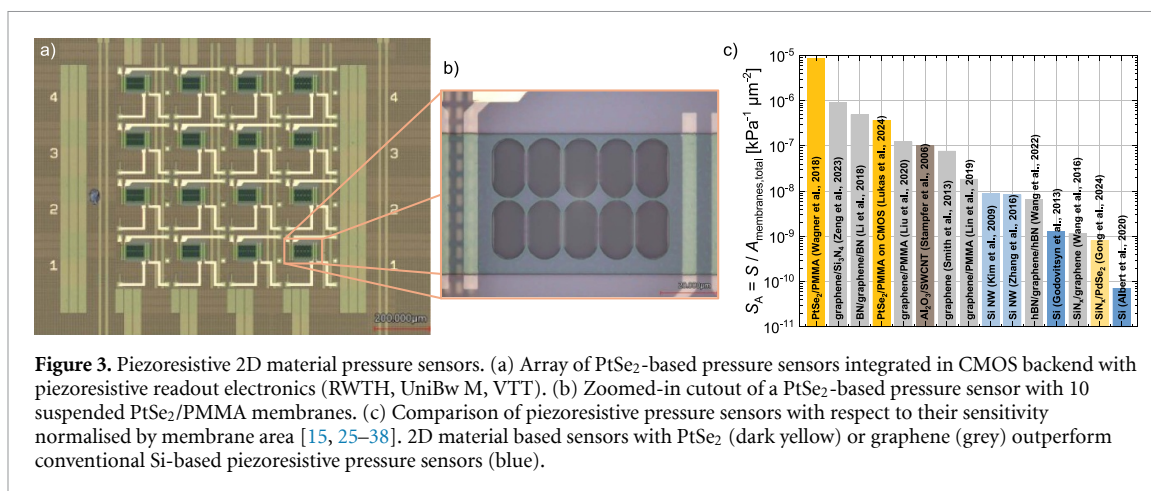 a)
4
3
2
1
4
3
2
1
200.000µm
b)
20.000µm
c)
S_A = S / A_membranes,total [kPa⁻¹ µm⁻²]
10⁻⁵
10⁻⁶
10⁻⁷
10⁻⁸
10⁻⁹
10⁻¹⁰
10⁻¹¹
PtSe₂/PMMA (Wagner et al., 2018)
graphene/Si₃N₄ (Zeng et al., 2023)
BN/graphene/BN (Li et al., 2018)
PtSe₂/PMMA on CMOS (Lukas et al., 2024)
graphene/PMMA (Liu et al., 2020)
Al₂O₃/SWCNT (Stampfer et al., 2006)
graphene (Smith et al., 2013)
graphene/PMMA (Lin et al., 2019)
Si NW (Kim et al., 2009)
Si NW (Zhang et al., 2016)
hBN/graphene/hBN (Wang et al., 2022)
Si (Godovitsyn et al., 2013)
SiNₓ/graphene (Wang et al., 2016)
SiNₓ/PdSe₂ (Gong et al., 2024)
Si (Albert et al., 2020)
Figure 3. Piezoresistive 2D material pressure sensors. (a) Array of PtSe₂-based pressure sensors integrated in CMOS backend with
piezoresistive readout electronics (RWTH, UniBw M, VTT). (b) Zoomed-in cutout of a PtSe₂-based pressure sensor with 10
suspended PtSe₂/PMMA membranes. (c) Comparison of piezoresistive pressure sensors with respect to their sensitivity
normalised by membrane area [15, 25–38]. 2D material based sensors with PtSe₂ (dark yellow) or graphene (grey) outperform
conventional Si-based piezoresistive pressure sensors (blue).